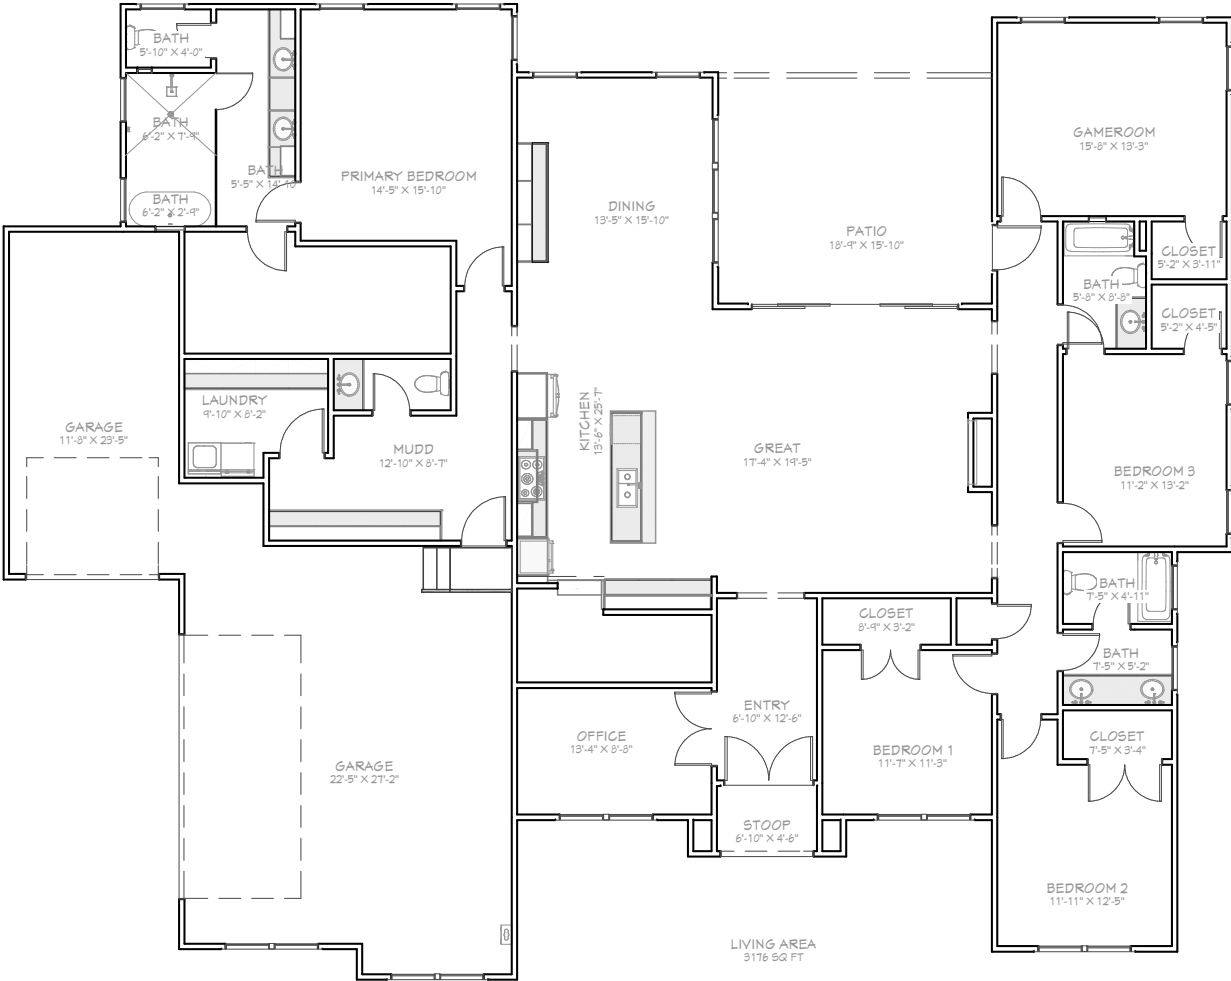 BATH
5'-10" X 4'-0"
BATH
6'-2" X 7'-9"
BATH
5'-5" X 14'-10
BATH
6'-2" X 2'-9"
PRIMARY BEDROOM
14'-5" X 15'-10"
DINING
13'-5" X 15'-10"
PATIO
18'-9" X 15'-10"
GAMEROOM
15'-8" X 13'-3"
CLOSET
5'-2" X 3'-11"
BATH
5'-8" X 8'-8"
CLOSET
5'-2" X 4'-5"
GARAGE
11'-8" X 23'-5"
LAUNDRY
9'-10" X 8'-2"
MUDD
12'-10" X 8'-7"
KITCHEN
13'-6" X 25'-7"
GREAT
17'-4" X 19'-5"
BEDROOM 3
11'-2" X 13'-2"
BATH
7'-5" X 4'-11"
CLOSET
8'-9" X 3'-2"
BATH
7'-5" X 5'-2"
OFFICE
13'-4" X 8'-8"
ENTRY
6'-10" X 12'-6"
BEDROOM 1
11'-7" X 11'-3"
CLOSET
7'-5" X 3'-4"
GARAGE
22'-5" X 27'-2"
STOOP
6'-10" X 4'-6"
BEDROOM 2
11'-11" X 12'-5"
LIVING AREA
3176 SQ FT